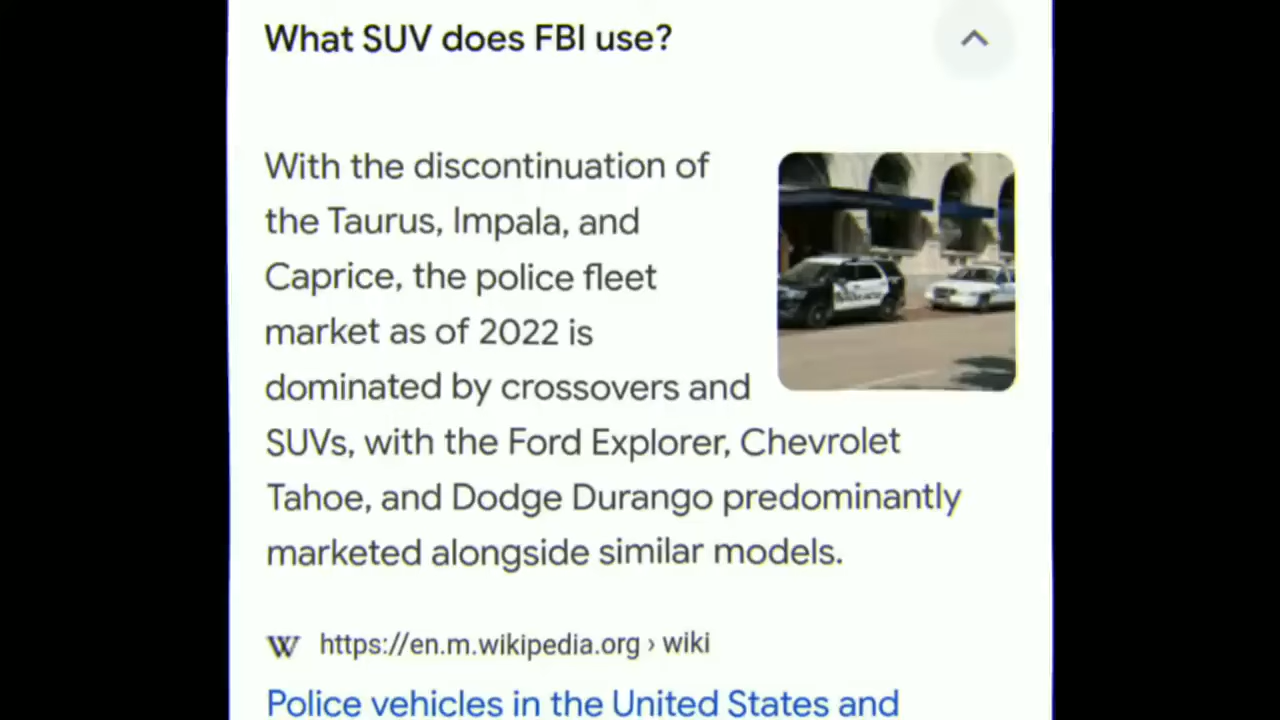 What SUV does FBI use?
With the discontinuation of
the Taurus, Impala, and
Caprice, the police fleet
market as of 2022 is
dominated by crossovers and
SUVs, with the Ford Explorer, Chevrolet
Tahoe, and Dodge Durango predominantly
marketed alongside similar models.
W https://en.m.wikipedia.org › wiki
Police vehicles in the United States and